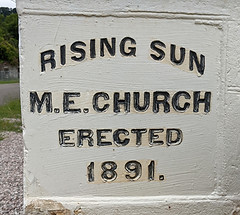 RISING SUN
M.E. CHURCH
ERECTED
1891.